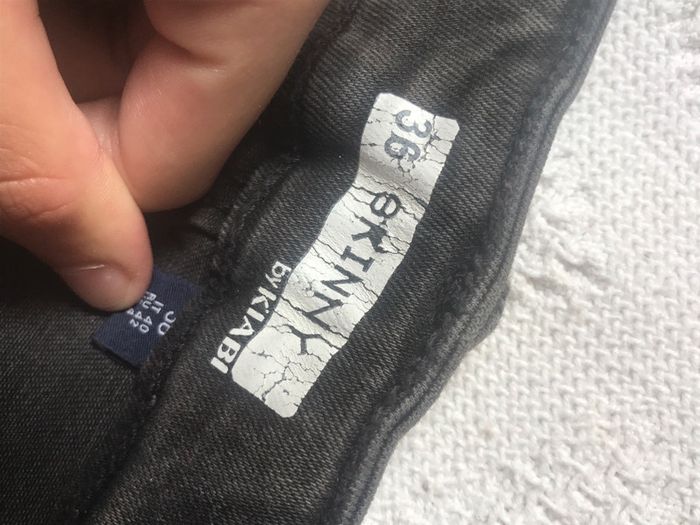 36 SKINNY
by KIABI
IT 40
RU 42